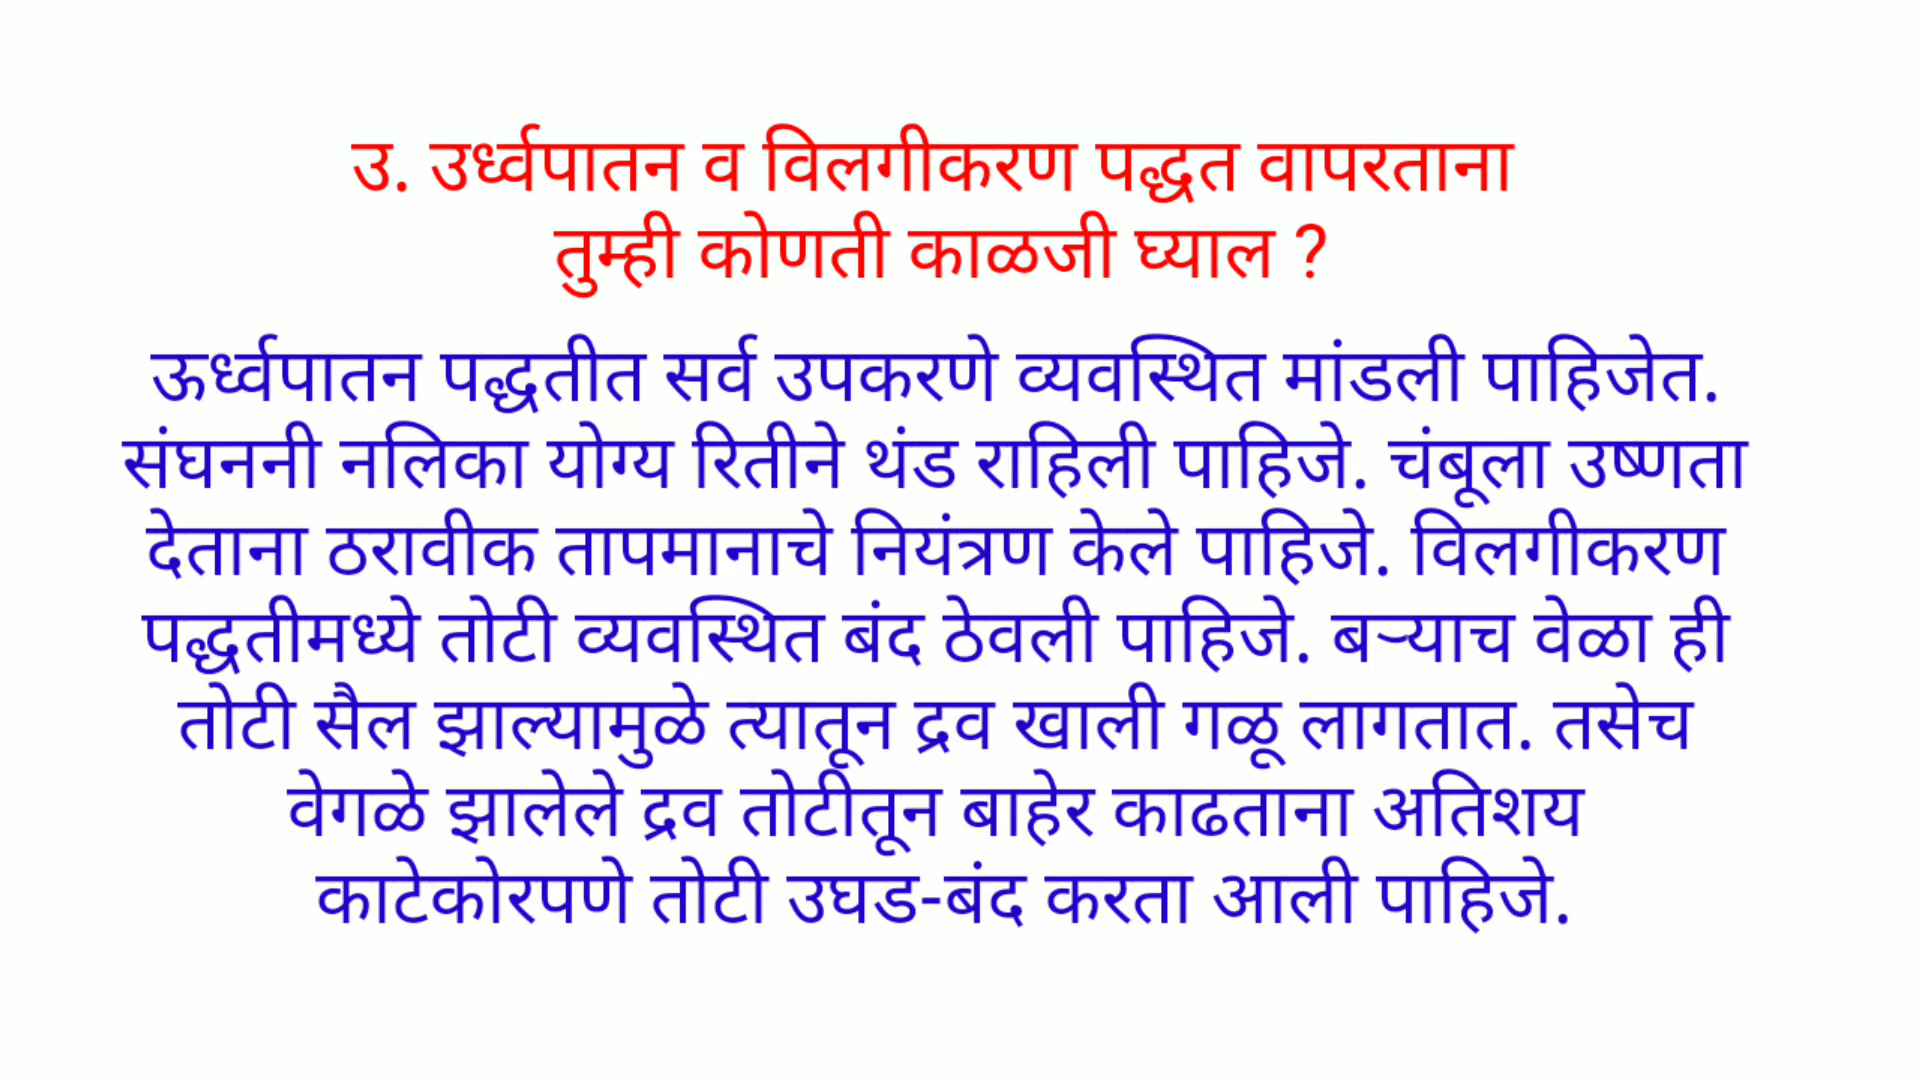 उ. उर्ध्वपातन व विलगीकरण पद्धत वापरताना
तुम्ही कोणती काळजी घ्याल ?
ऊर्ध्वपातन पद्धतीत सर्व उपकरणे व्यवस्थित मांडली पाहिजेत.
संघननी नलिका योग्य रितीने थंड राहिली पाहिजे. चंबूला उष्णता
देताना ठरावीक तापमानाचे नियंत्रण केले पाहिजे. विलगीकरण
पद्धतीमध्ये तोटी व्यवस्थित बंद ठेवली पाहिजे. बऱ्याच वेळा ही
तोटी सैल झाल्यामुळे त्यातून द्रव खाली गळू लागतात. तसेच
वेगळे झालेले द्रव तोटीतून बाहेर काढताना अतिशय
काटेकोरपणे तोटी उघड-बंद करता आली पाहिजे.